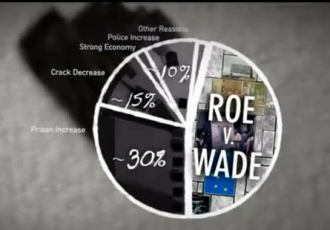 Other Reasons
Police Increase
Strong Economy
~10%
Crack Decrease
~15%
Prison Increase
~30%
ROE
V.
WADE